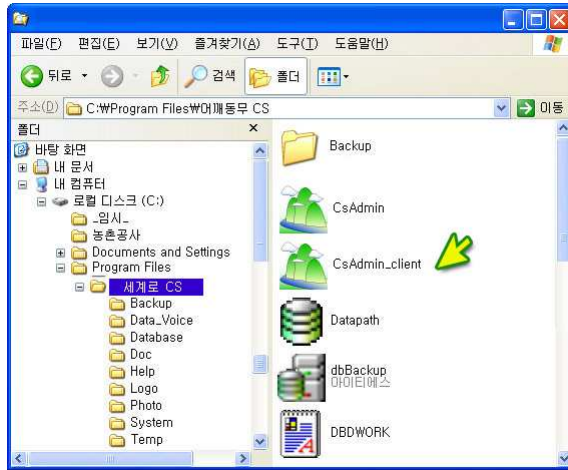 파일(F) 편집(E) 보기(V) 즐겨찾기(A) 도구(T) 도움말(H)
뒤로 검색 폴더
주소(D) C:₩Program Files₩어깨동무 CS 이동
폴더
바탕 화면
내 문서
내 컴퓨터
로컬 디스크 (C:)
_임시_
농촌공사
Documents and Settings
Program Files
세계로 CS
Backup
Data_Voice
Database
Doc
Help
Logo
Photo
System
Temp
Backup
CsAdmin
CsAdmin_client
Datapath
dbBackup
아이티에스
DBDWORK